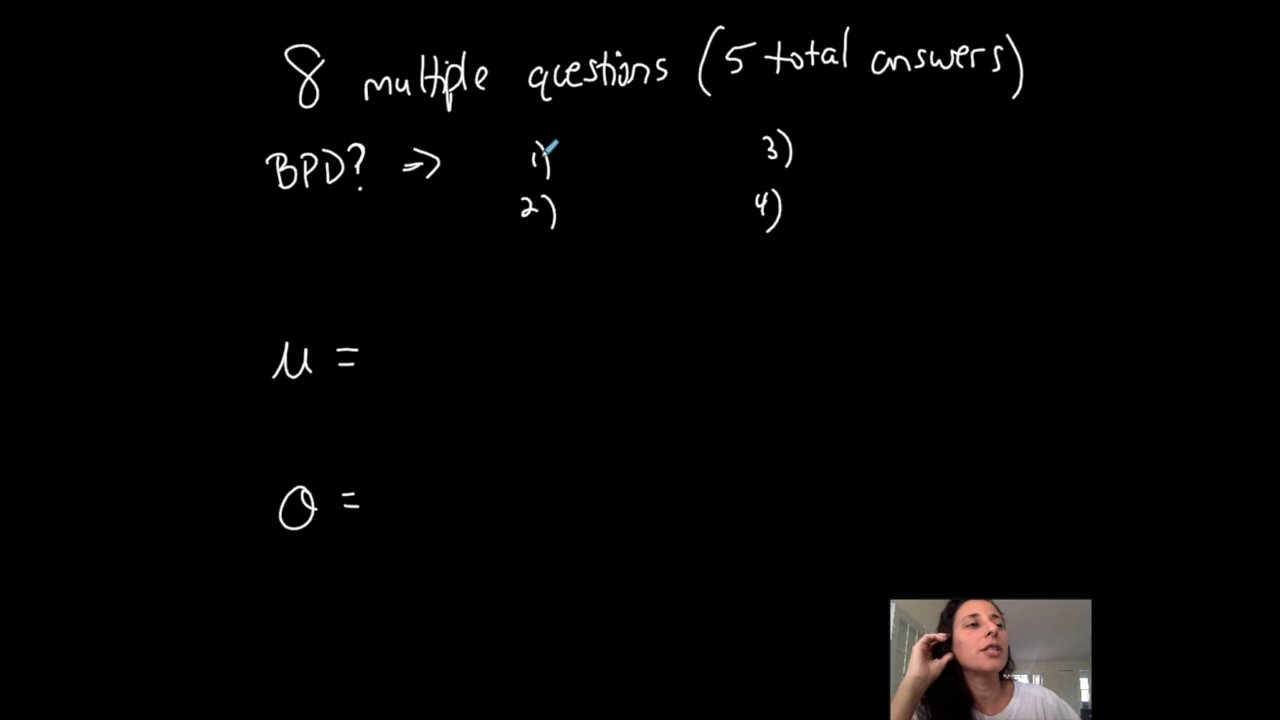 8 multiple questions (5 total answers)
BPD? => 1) 3)
2) 4)
μ =
σ =